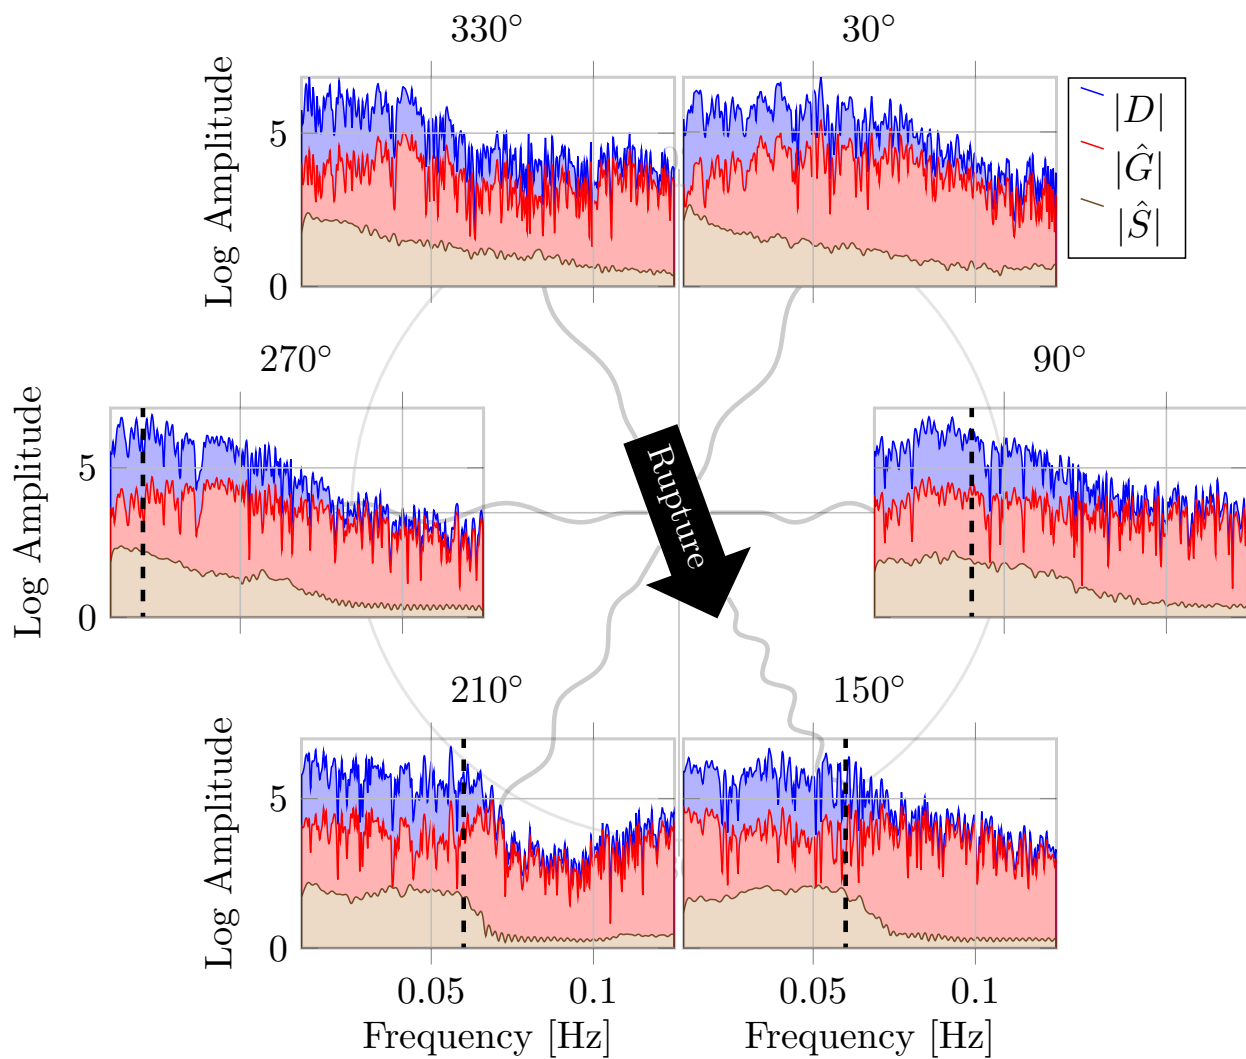 330° 30°
Log Amplitude
5
0
|D|
|Ĝ|
|Ŝ|
270° 90°
Log Amplitude
5
0
Rupture
210° 150°
Log Amplitude
5
0
0.05 0.1 0.05 0.1
Frequency [Hz] Frequency [Hz]